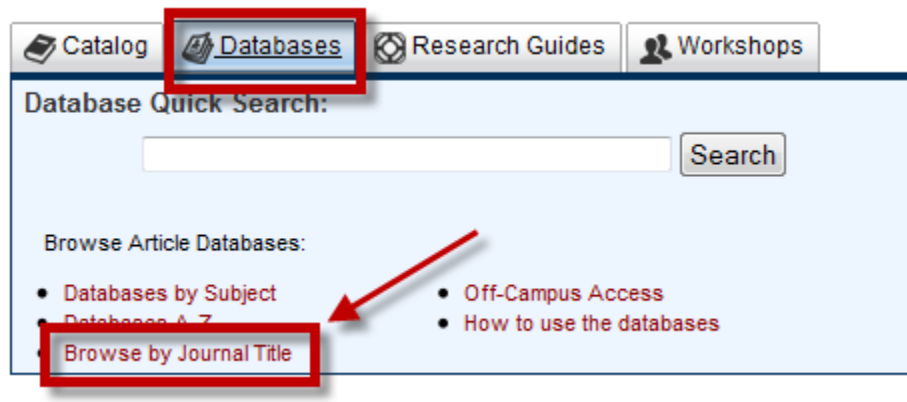 Catalog Databases Research Guides Workshops
Database Quick Search:
Search
Browse Article Databases:
Databases by Subject
Databases A-Z
Browse by Journal Title
Off-Campus Access
How to use the databases